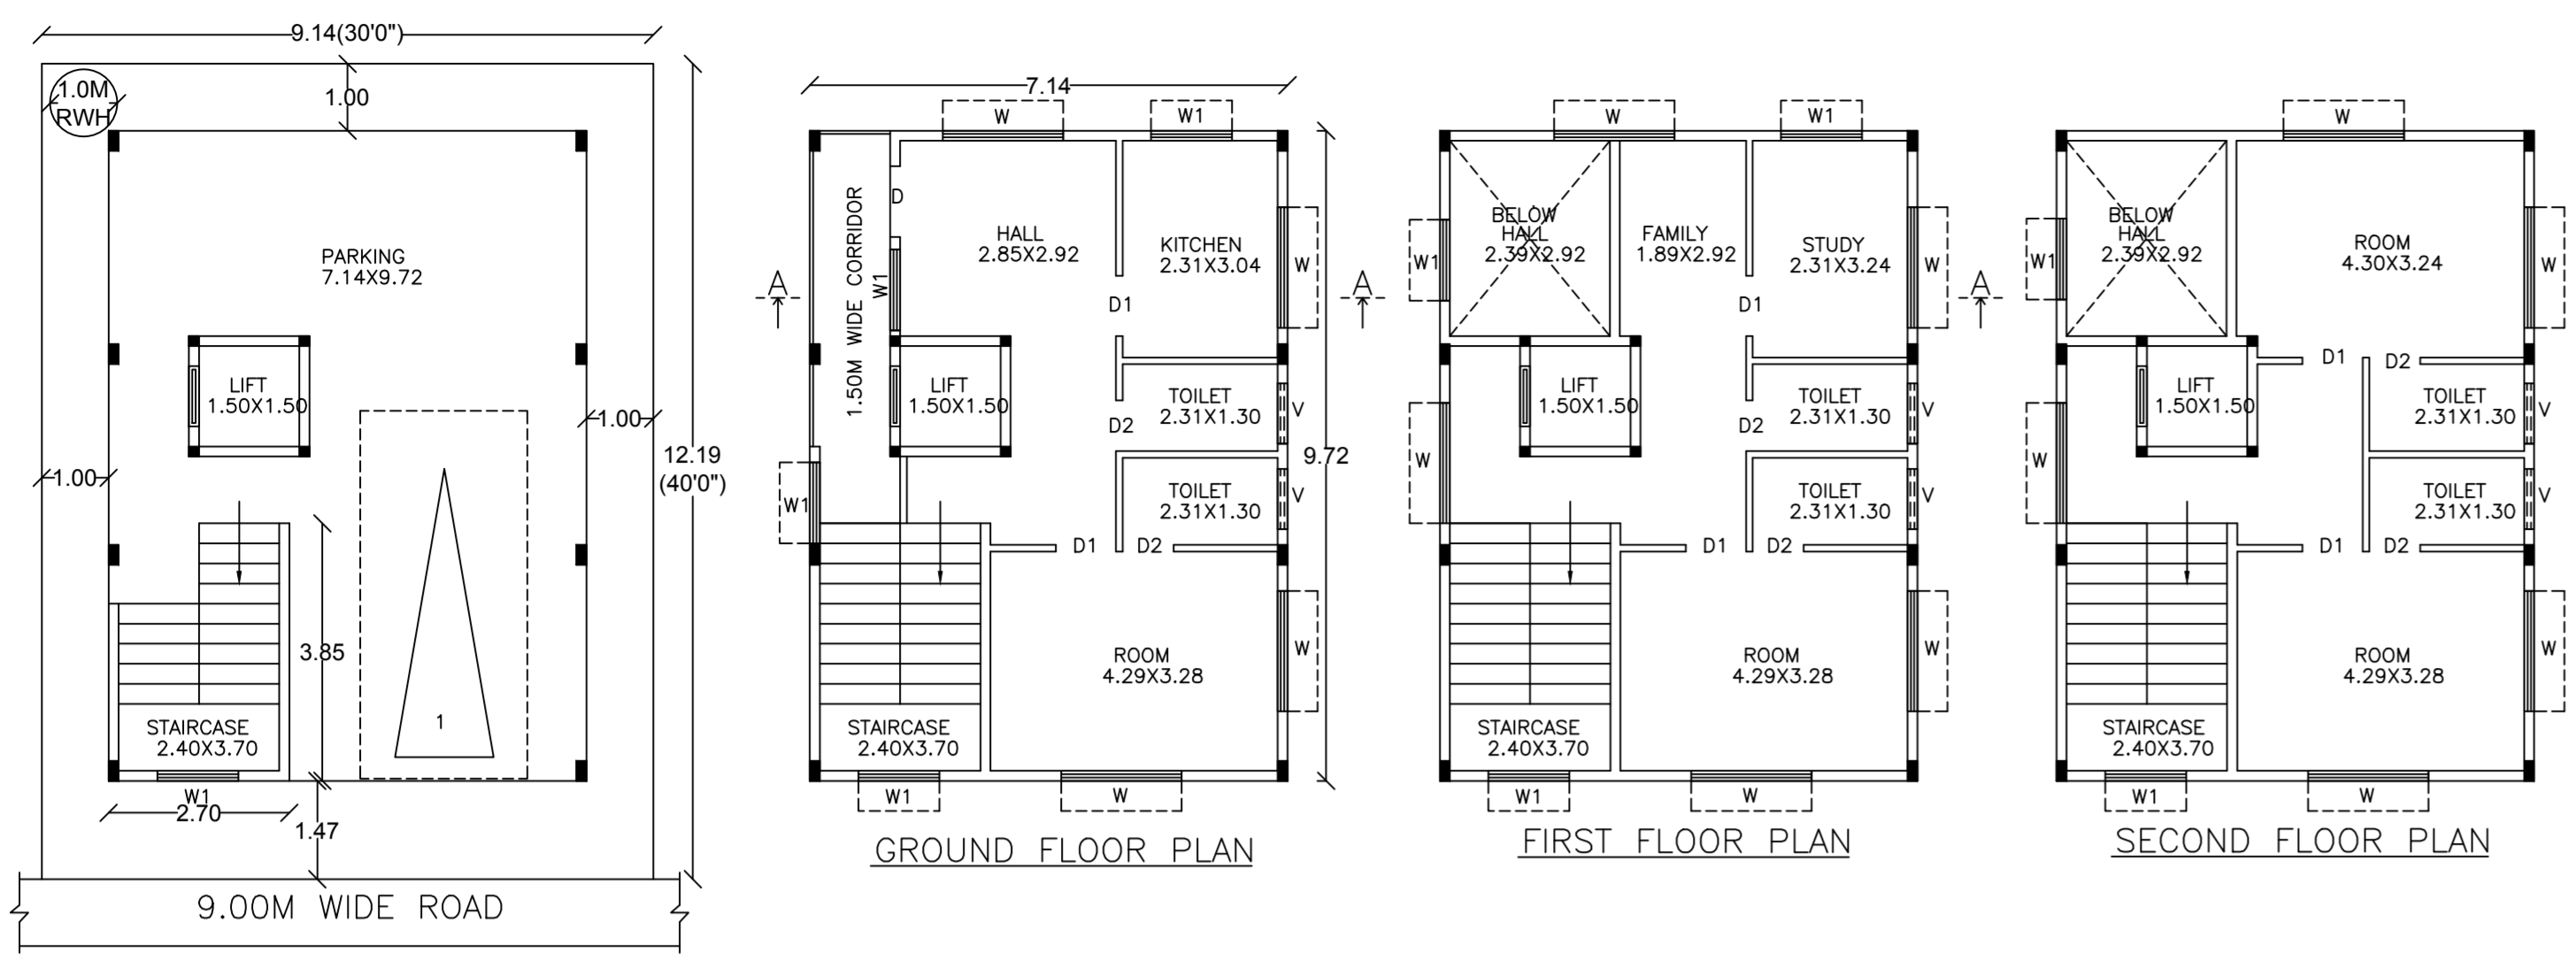 9.14(30'0")
1.0M
RWH
1.00
PARKING
7.14X9.72
LIFT
1.50X1.50
1.00
1.00
12.19
(40'0")
3.85
1
STAIRCASE
2.40X3.70
W1
2.70
1.47
9.00M WIDE ROAD
7.14
W
W1
1.50M WIDE CORRIDOR
D
HALL
2.85X2.92
KITCHEN
2.31X3.04
W
W1
A
D1
LIFT
1.50X1.50
TOILET
2.31X1.30
V
D2
9.72
W1
TOILET
2.31X1.30
V
D1
D2
W
ROOM
4.29X3.28
STAIRCASE
2.40X3.70
W1
W
GROUND FLOOR PLAN
W
W1
BELOW
HALL
2.39X2.92
FAMILY
1.89X2.92
STUDY
2.31X3.24
W1
W
A
D1
LIFT
1.50X1.50
TOILET
2.31X1.30
V
D2
W
TOILET
2.31X1.30
V
D1
D2
W
ROOM
4.29X3.28
STAIRCASE
2.40X3.70
W1
W
FIRST FLOOR PLAN
W
BELOW
HALL
2.39X2.92
ROOM
4.30X3.24
W1
W
A
D1
D2
LIFT
1.50X1.50
TOILET
2.31X1.30
V
W
TOILET
2.31X1.30
V
D1
D2
W
ROOM
4.29X3.28
STAIRCASE
2.40X3.70
W1
W
SECOND FLOOR PLAN